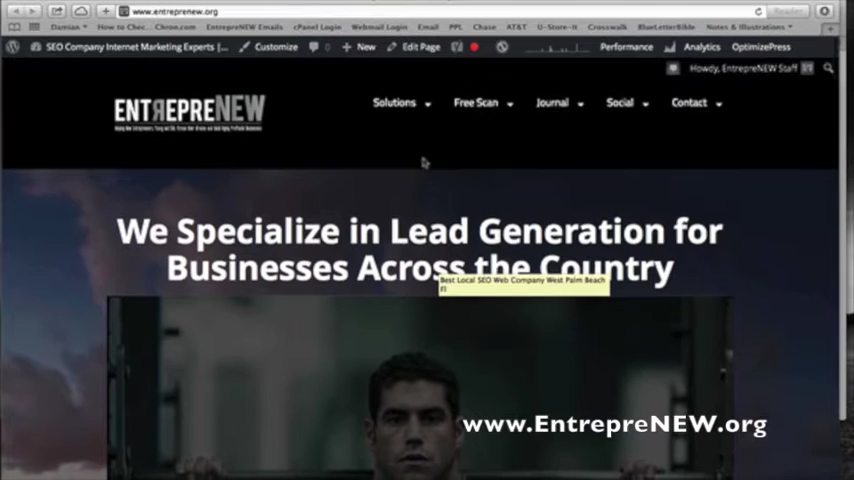 www.entreprenew.org
Reader
Damian
How to Chec...
Chron.com
EntrepreNEW Emails
cPanel Login
Webmail Login
Email
PPL
Chase
AT&T
U-Store-It
Crosswalk
BlueLetterBible
Notes & Illustrations
SEO Company Internet Marketing Experts |...
Customize
0
New
Edit Page
Performance
Analytics
OptimizePress
Howdy, EntrepreNEW Staff
ENTREPRENEW
Solutions
Free Scan
Journal
Social
Contact
We Specialize in Lead Generation for
Businesses Across the Country
Best Local SEO Web Company West Palm Beach
Fl
www.EntrepreNEW.org